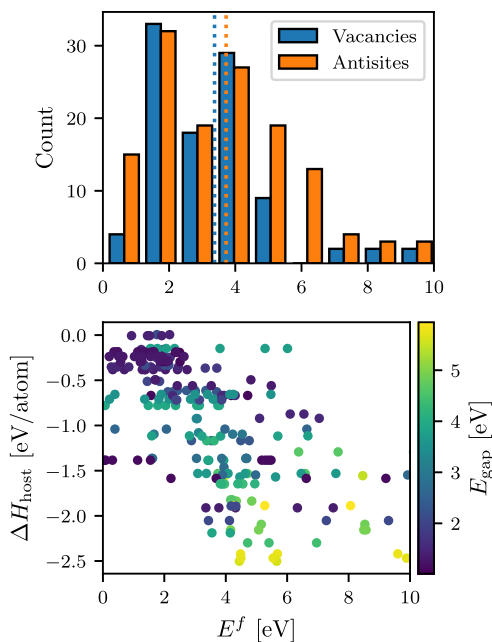 30
20
10
0
Count
Vacancies
Antisites
0 2 4 6 8 10
0.0
−0.5
−1.0
−1.5
−2.0
−2.5
ΔH_host [eV/atom]
0 2 4 6 8 10
E^f [eV]
5
4
3
2
E_gap [eV]